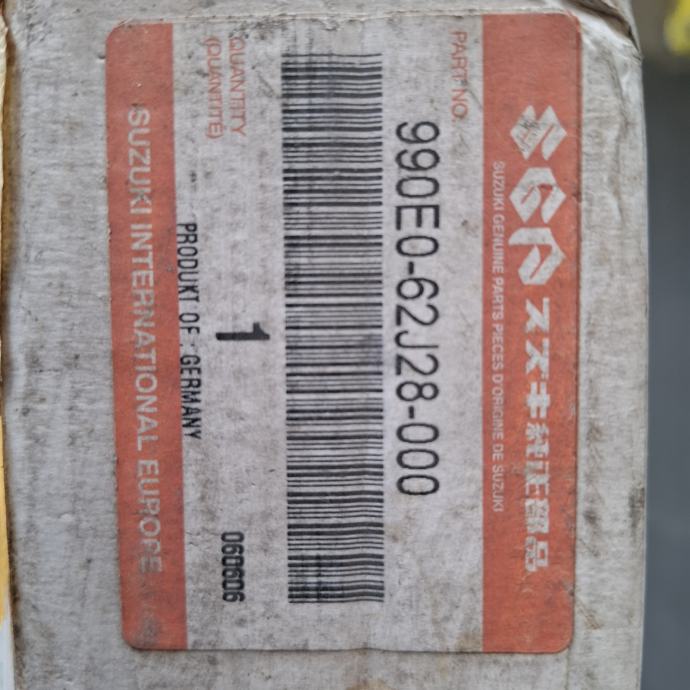 SGP スズキ純正部品
SUZUKI GENUINE PARTS PIECES D'ORIGINE DE SUZUKI
PART NO.
990E0-62J28-000
QUANTITY
(QUANTITE)
1
060606
PRODUKT OF GERMANY
SUZUKI INTERNATIONAL EUROPE